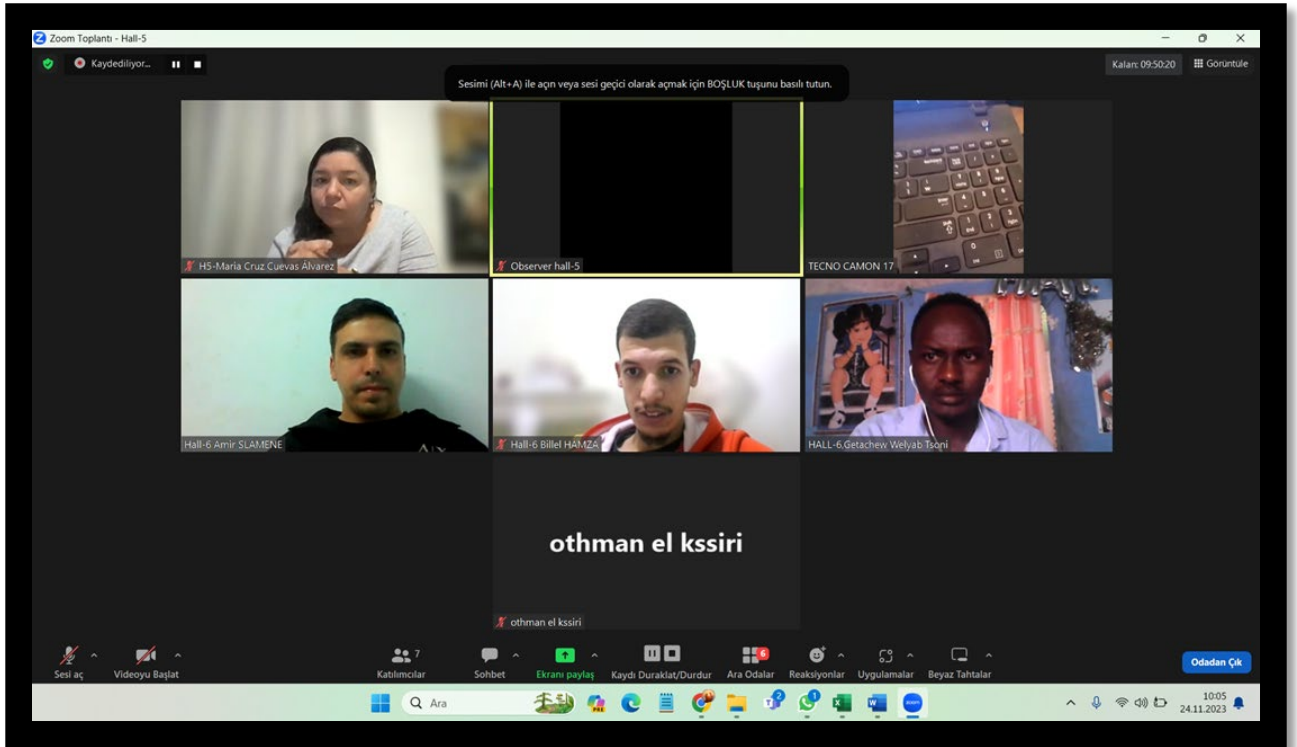 Zoom Toplantı - Hall-5
Kaydediliyor...
Kalan: 09:50:20
Görüntüle
Sesimi (Alt+A) ile açın veya sesi geçici olarak açmak için BOŞLUK tuşunu basılı tutun.
H5-Maria Cruz Cuevas Álvarez
Observer hall-5
TECNO CAMON 17
Hall-6 Amir SLAMENE
Hall-6 Billel HAMZA
HALL-6,Getachew Welyab Tsoni
othman el kssiri
othman el kssiri
Sesi aç
Videoyu Başlat
7
Katılımcılar
Sohbet
Ekranı paylaş
Kaydı Duraklat/Durdur
6
Ara Odalar
Reaksiyonlar
Uygulamalar
Beyaz Tahtalar
Odadan Çık
Ara
10:05
24.11.2023